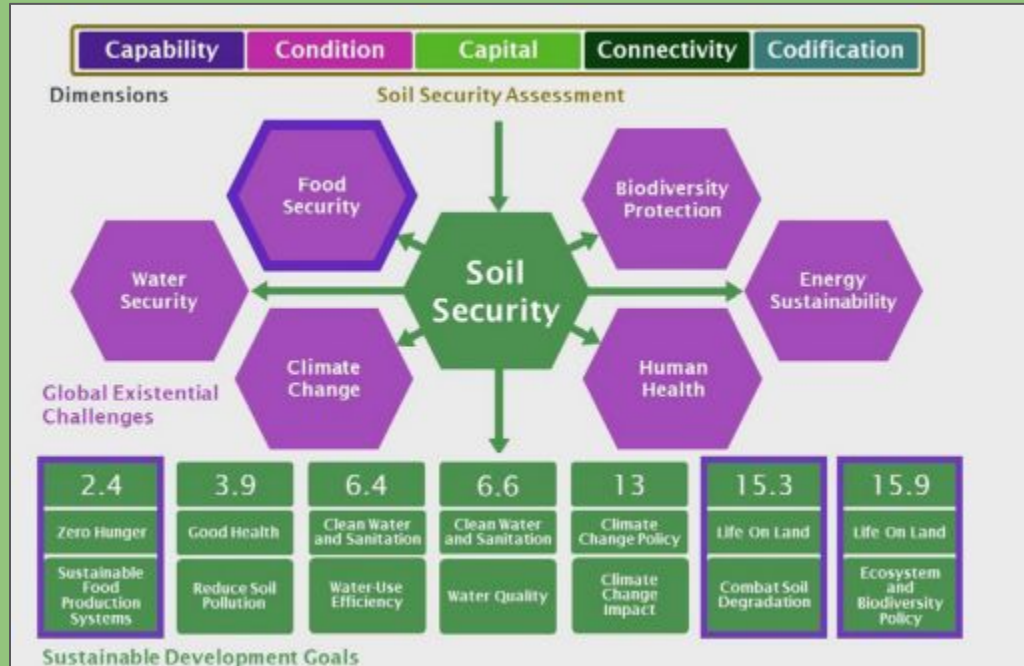 Capability Condition Capital Connectivity Codification
Dimensions Soil Security Assessment
Food
Security
Biodiversity
Protection
Water
Security
Soil
Security
Energy
Sustainability
Climate
Change
Human
Health
Global Existential
Challenges
2.4 3.9 6.4 6.6 13 15.3 15.9
Zero Hunger
Good Health
Clean Water
and Sanitation
Clean Water
and Sanitation
Climate
Change Policy
Life On Land
Life On Land
Sustainable
Food
Production
Systems
Reduce Soil
Pollution
Water-Use
Efficiency
Water Quality
Climate
Change
Impact
Combat Soil
Degradation
Ecosystem
and
Biodiversity
Policy
Sustainable Development Goals